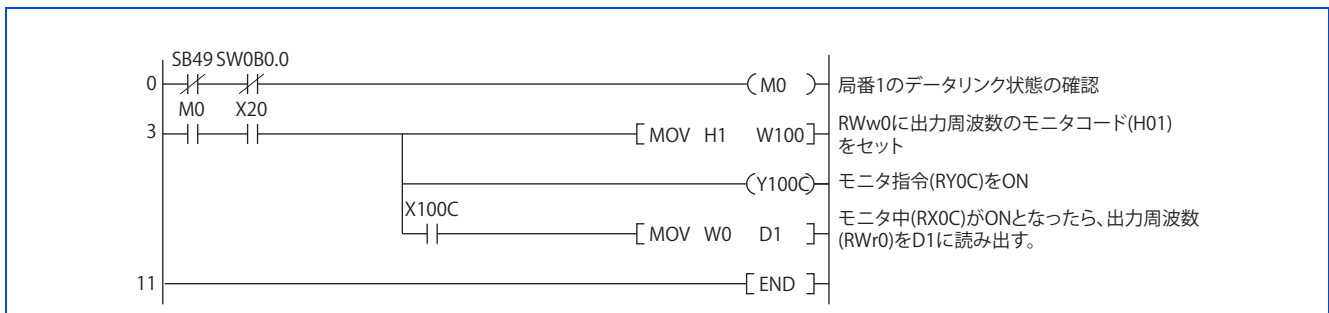 SB49 SW0B0.0
0 M0 局番1のデータリンク状態の確認
M0 X20
3 MOV H1 W100 RWw0に出力周波数のモニタコード(H01)
をセット
Y100C モニタ指令(RY0C)をON
X100C
MOV W0 D1 モニタ中(RX0C)がONとなったら、出力周波数
(RWr0)をD1に読み出す。
11 END